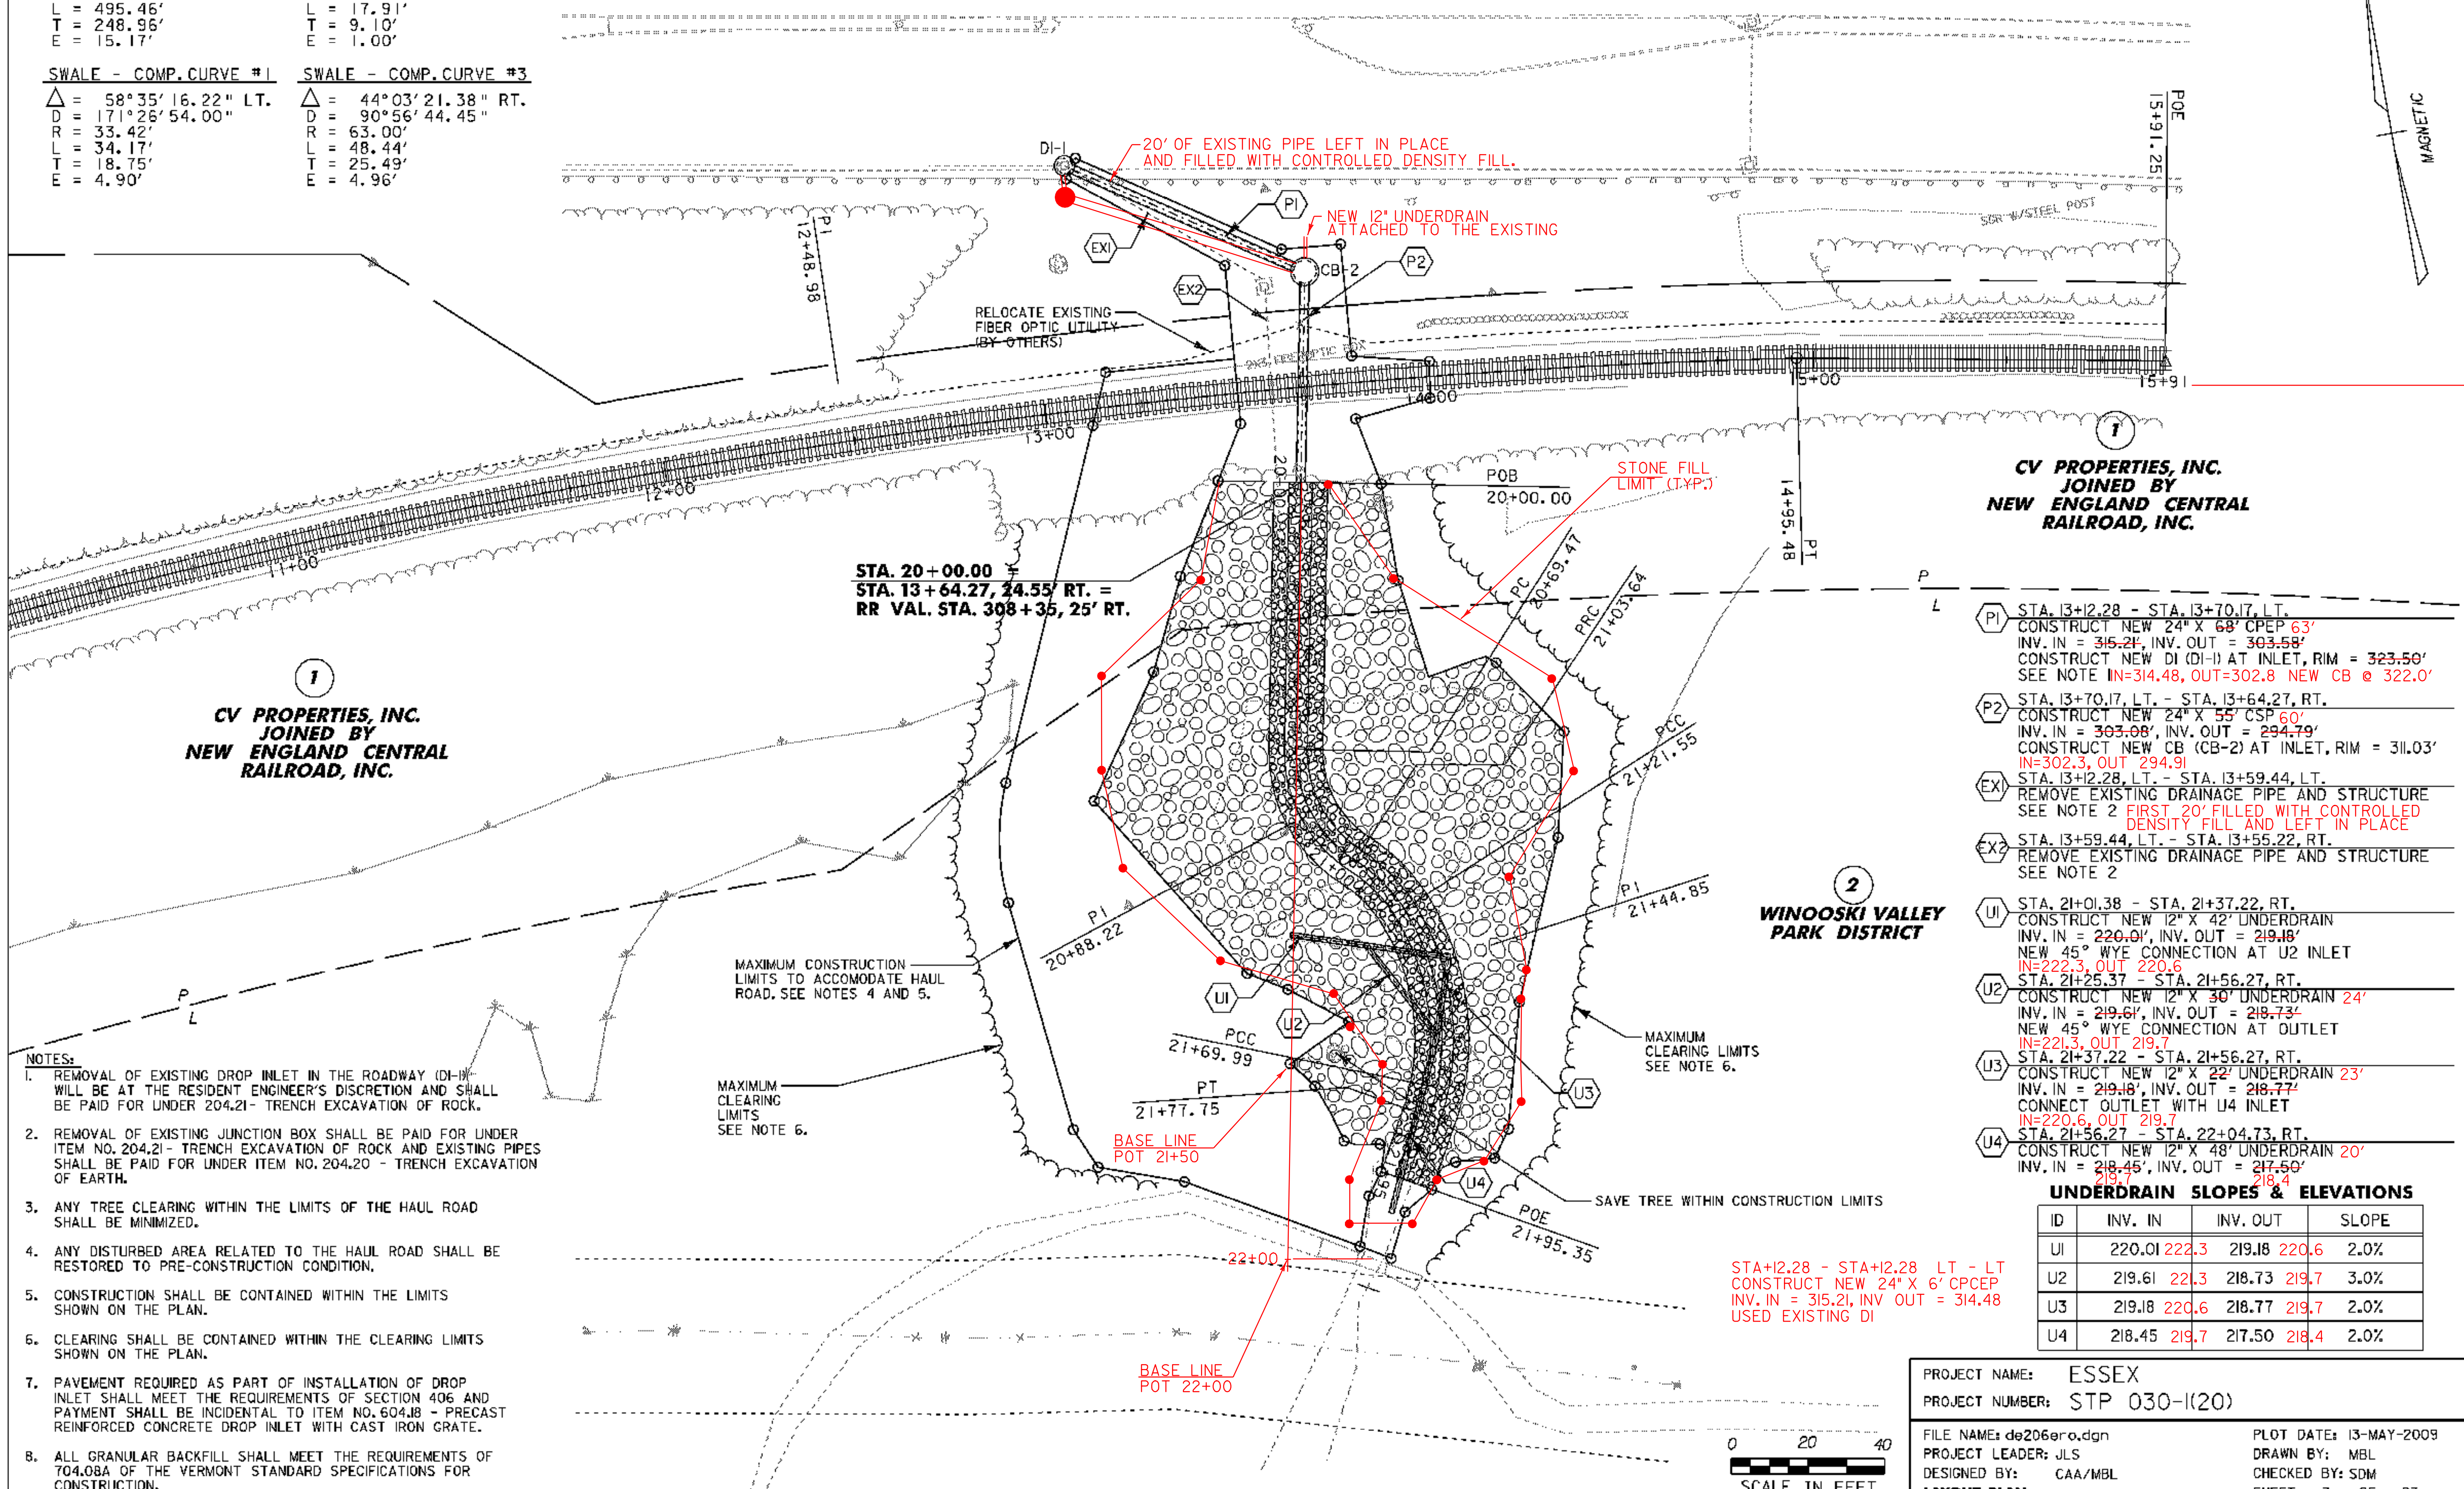 L = 495.46'
T = 248.96'
E = 15.17'
L = 17.91'
T = 9.10'
E = 1.00'
SWALE - COMP. CURVE #1
△ = 58°35'16.22" LT.
D = 171°26'54.00"
R = 33.42'
L = 34.17'
T = 18.75'
E = 4.90'
SWALE - COMP. CURVE #3
△ = 44°03'21.38" RT.
D = 90°56'44.45"
R = 63.00'
L = 48.44'
T = 25.49'
E = 4.96'
DI-1
20' OF EXISTING PIPE LEFT IN PLACE
AND FILLED WITH CONTROLLED DENSITY FILL.
P1
NEW 12" UNDERDRAIN
ATTACHED TO THE EXISTING
EX1
CB-2
P2
EX2
PI
12+48.98
RELOCATE EXISTING
FIBER OPTIC UTILITY
(BY OTHERS)
SGR W/STEEL POST
POE
15+91.25
MAGNETIC
11+00
12+00
13+00
14+00
15+00
15+91
PT
14+95.48
1
CV PROPERTIES, INC.
JOINED BY
NEW ENGLAND CENTRAL
RAILROAD, INC.
POB
20+00.00
STONE FILL
LIMIT (TYP.)
STA. 20+00.00 =
STA. 13+64.27, 24.55' RT. =
RR VAL. STA. 308+35, 25' RT.
PC
20+69.47
PRC
21+03.64
PCC
21+21.55
PI
21+44.85
P
L
1
CV PROPERTIES, INC.
JOINED BY
NEW ENGLAND CENTRAL
RAILROAD, INC.
2
WINOOSKI VALLEY
PARK DISTRICT
PI
20+88.22
21+00
MAXIMUM CONSTRUCTION
LIMITS TO ACCOMODATE HAUL
ROAD. SEE NOTES 4 AND 5.
U1
U2
PCC
21+69.99
PT
21+77.75
MAXIMUM
CLEARING
LIMITS
SEE NOTE 6.
BASE LINE
POT 21+50
MAXIMUM
CLEARING LIMITS
SEE NOTE 6.
U3
U4
SAVE TREE WITHIN CONSTRUCTION LIMITS
21+95
POE
21+95.35
22+00
BASE LINE
POT 22+00
P
L
P1
STA. 13+12.28 - STA. 13+70.17, LT.
CONSTRUCT NEW 24" X 68' CPEP 63'
INV. IN = 315.21', INV. OUT = 303.58'
CONSTRUCT NEW DI (DI-1) AT INLET, RIM = 323.50'
SEE NOTE IN=314.48, OUT=302.8 NEW CB @ 322.0'
P2
STA. 13+70.17, LT. - STA. 13+64.27, RT.
CONSTRUCT NEW 24" X 55' CSP 60'
INV. IN = 303.08', INV. OUT = 294.79'
CONSTRUCT NEW CB (CB-2) AT INLET, RIM = 311.03'
IN=302.3, OUT 294.91
EX1
STA. 13+12.28, LT. - STA. 13+59.44, LT.
REMOVE EXISTING DRAINAGE PIPE AND STRUCTURE
SEE NOTE 2 FIRST 20' FILLED WITH CONTROLLED
DENSITY FILL AND LEFT IN PLACE
EX2
STA. 13+59.44, LT. - STA. 13+55.22, RT.
REMOVE EXISTING DRAINAGE PIPE AND STRUCTURE
SEE NOTE 2
U1
STA. 21+01.38 - STA. 21+37.22, RT.
CONSTRUCT NEW 12" X 42' UNDERDRAIN
INV. IN = 220.01', INV. OUT = 219.18'
NEW 45° WYE CONNECTION AT U2 INLET
IN=222.3, OUT 220.6
U2
STA. 21+25.37 - STA. 21+56.27, RT.
CONSTRUCT NEW 12" X 30' UNDERDRAIN 24'
INV. IN = 219.61', INV. OUT = 218.73'
NEW 45° WYE CONNECTION AT OUTLET
IN=221.3, OUT 219.7
U3
STA. 21+37.22 - STA. 21+56.27, RT.
CONSTRUCT NEW 12" X 22' UNDERDRAIN 23'
INV. IN = 219.18', INV. OUT = 218.77'
CONNECT OUTLET WITH U4 INLET
IN=220.6, OUT 219.7
U4
STA. 21+56.27 - STA. 22+04.73, RT.
CONSTRUCT NEW 12" X 48' UNDERDRAIN 20'
INV. IN = 218.45', INV. OUT = 217.50'
219.7 218.4
UNDERDRAIN SLOPES & ELEVATIONS
ID INV. IN INV. OUT SLOPE
U1 220.01 222.3 219.18 220.6 2.0%
U2 219.61 221.3 218.73 219.7 3.0%
U3 219.18 220.6 218.77 219.7 2.0%
U4 218.45 219.7 217.50 218.4 2.0%
STA+12.28 - STA+12.28 LT - LT
CONSTRUCT NEW 24" X 6' CPCEP
INV. IN = 315.21, INV OUT = 314.48
USED EXISTING DI
NOTES:
1. REMOVAL OF EXISTING DROP INLET IN THE ROADWAY (DI-1)
WILL BE AT THE RESIDENT ENGINEER'S DISCRETION AND SHALL
BE PAID FOR UNDER 204.21- TRENCH EXCAVATION OF ROCK.
2. REMOVAL OF EXISTING JUNCTION BOX SHALL BE PAID FOR UNDER
ITEM NO. 204.21- TRENCH EXCAVATION OF ROCK AND EXISTING PIPES
SHALL BE PAID FOR UNDER ITEM NO. 204.20 - TRENCH EXCAVATION
OF EARTH.
3. ANY TREE CLEARING WITHIN THE LIMITS OF THE HAUL ROAD
SHALL BE MINIMIZED.
4. ANY DISTURBED AREA RELATED TO THE HAUL ROAD SHALL BE
RESTORED TO PRE-CONSTRUCTION CONDITION.
5. CONSTRUCTION SHALL BE CONTAINED WITHIN THE LIMITS
SHOWN ON THE PLAN.
6. CLEARING SHALL BE CONTAINED WITHIN THE CLEARING LIMITS
SHOWN ON THE PLAN.
7. PAVEMENT REQUIRED AS PART OF INSTALLATION OF DROP
INLET SHALL MEET THE REQUIREMENTS OF SECTION 406 AND
PAYMENT SHALL BE INCIDENTAL TO ITEM NO. 604.18 - PRECAST
REINFORCED CONCRETE DROP INLET WITH CAST IRON GRATE.
8. ALL GRANULAR BACKFILL SHALL MEET THE REQUIREMENTS OF
704.08A OF THE VERMONT STANDARD SPECIFICATIONS FOR
CONSTRUCTION.
0 20 40
SCALE IN FEET
PROJECT NAME: ESSEX
PROJECT NUMBER: STP 030-1(20)
FILE NAME: de206ero.dgn
PLOT DATE: 13-MAY-2009
PROJECT LEADER: JLS
DRAWN BY: MBL
DESIGNED BY: CAA/MBL
CHECKED BY: SDM